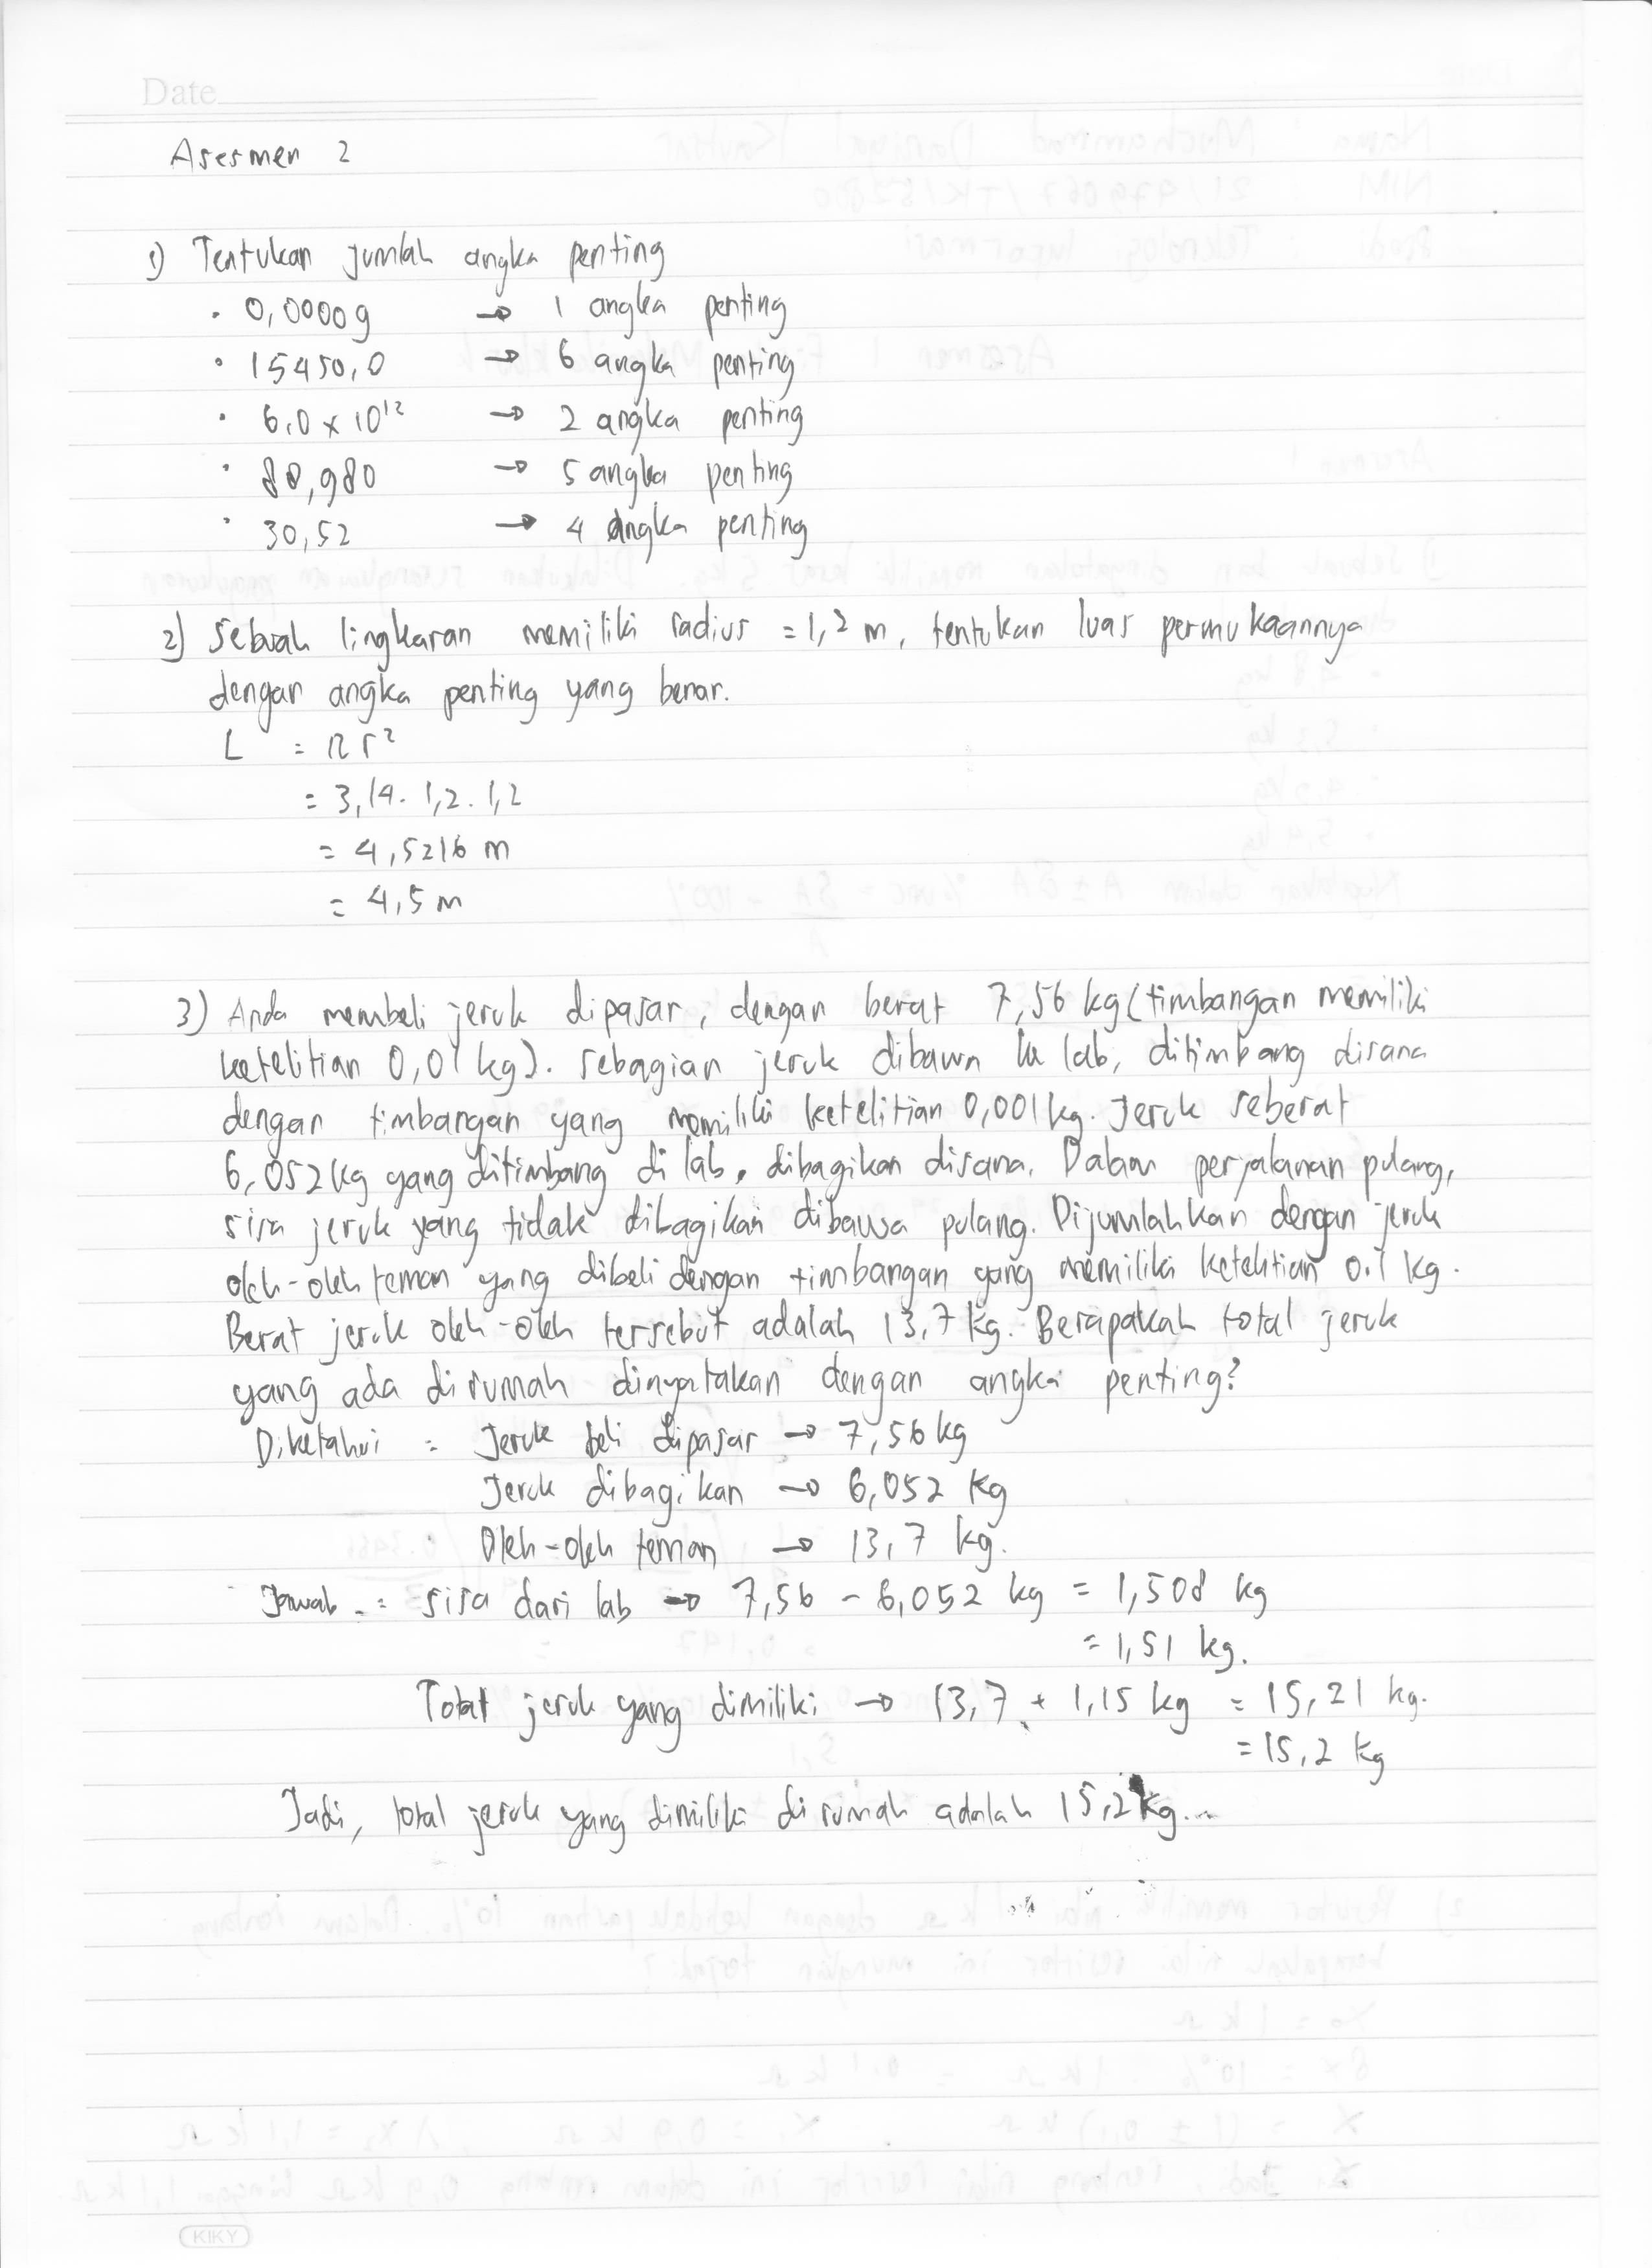 Date
Asesmen 2
1) Tentukan jumlah angka penting
• 0,00009 → 1 angka penting
• 15450,0 → 6 angka penting
• 6,0 x 10¹² → 2 angka penting
• 88,980 → 5 angka penting
• 30,52 → 4 angka penting
2) Sebuah lingkaran memiliki radius = 1,2 m, tentukan luas permukaannya
dengan angka penting yang benar.
L = π r²
= 3,14 . 1,2 . 1,2
= 4,5216 m
= 4,5 m
3) Anda membeli jeruk dipasar, dengan berat 7,56 kg (timbangan memiliki
ketelitian 0,01 kg). sebagian jeruk dibawa ke lab, ditimbang disana
dengan timbangan yang memiliki ketelitian 0,001 kg. Jeruk seberat
6,052 kg yang ditimbang di lab, dibagikan disana. Dalam perjalanan pulang,
sisa jeruk yang tidak dibagikan dibawa pulang. Dijumlahkan dengan jeruk
oleh-oleh teman yang dibeli dengan timbangan yang memiliki ketelitian 0.1 kg.
Berat jeruk oleh-oleh tersebut adalah 13,7 kg. Berapakah total jeruk
yang ada di rumah dinyatakan dengan angka penting?
Diketahui = Jeruk beli dipasar → 7,56 kg
Jeruk dibagikan → 6,052 kg
Oleh-oleh teman → 13,7 kg.
Jawab = sisa dari lab → 7,56 - 6,052 kg = 1,508 kg
= 1,51 kg.
Total jeruk yang dimiliki → 13,7 + 1,15 kg = 15,21 kg.
= 15,2 kg
Jadi, total jeruk yang dimiliki di rumah adalah 15,2 kg...
KIKY